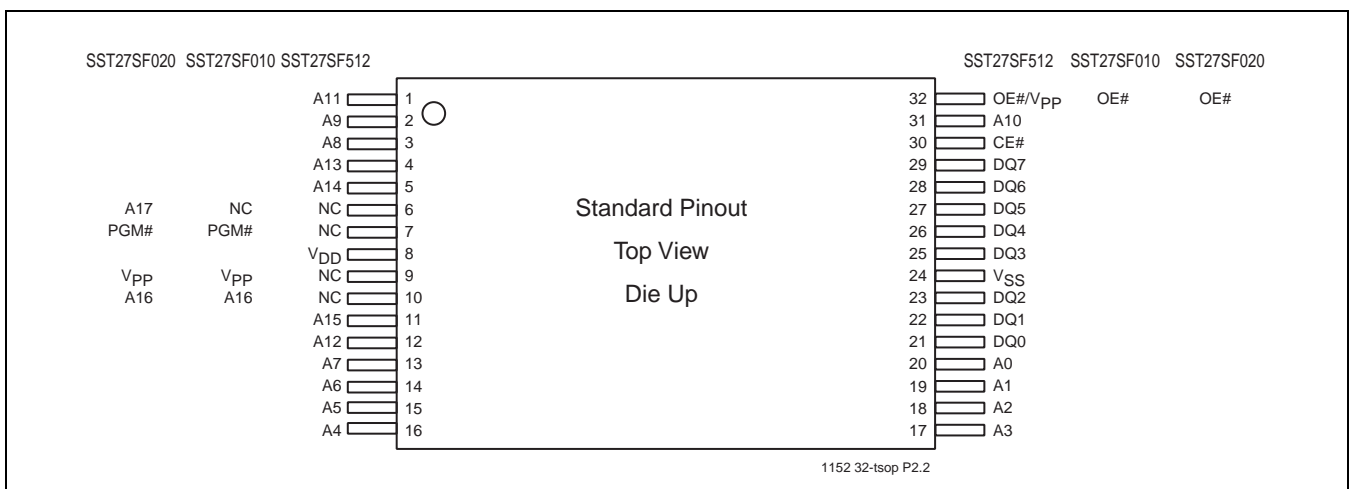 SST27SF020 SST27SF010 SST27SF512 SST27SF512 SST27SF010 SST27SF020
A11 1 32 OE#/VPP OE# OE#
A9 2 31 A10
A8 3 30 CE#
A13 4 29 DQ7
A14 5 28 DQ6
A17 NC NC 6 Standard Pinout 27 DQ5
PGM# PGM# NC 7 26 DQ4
VDD 8 Top View 25 DQ3
VPP VPP NC 9 24 VSS
A16 A16 NC 10 Die Up 23 DQ2
A15 11 22 DQ1
A12 12 21 DQ0
A7 13 20 A0
A6 14 19 A1
A5 15 18 A2
A4 16 17 A3
1152 32-tsop P2.2